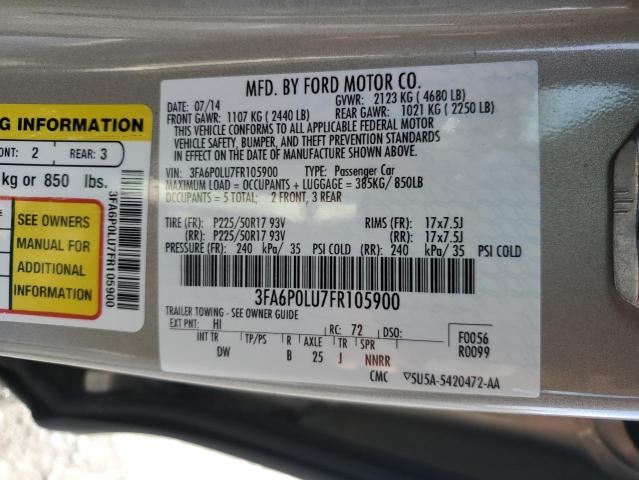 MFD. BY FORD MOTOR CO.
DATE: 07/14 GVWR: 2123 KG ( 4680 LB)
FRONT GAWR: 1107 KG ( 2440 LB) REAR GAWR: 1021 KG ( 2250 LB)
THIS VEHICLE CONFORMS TO ALL APPLICABLE FEDERAL MOTOR
VEHICLE SAFETY, BUMPER, AND THEFT PREVENTION STANDARDS
IN EFFECT ON THE DATE OF MANUFACTURE SHOWN ABOVE.
VIN: 3FA6P0LU7FR105900 TYPE: Passenger Car
MAXIMUM LOAD = OCCUPANTS + LUGGAGE = 385KG/ 850LB
OCCUPANTS = 5 TOTAL; 2 FRONT, 3 REAR
TIRE (FR): P225/50R17 93V RIMS (FR): 17x7.5J
(RR): P225/50R17 93V (RR): 17x7.5J
PRESSURE (FR): 240 kPa/ 35 PSI COLD (RR): 240 kPa/ 35 PSI COLD
3FA6P0LU7FR105900
TRAILER TOWING - SEE OWNER GUIDE
EXT PNT: HI RC: 72 DSO:
INT TR TP/PS R AXLE TR SPR
DW B 25 J NNRR
F0056
R0099
CMC 5U5A-5420472-AA
G INFORMATION
ONT: 2 REAR: 3
kg or 850 lbs.
SEE OWNERS
MANUAL FOR
ADDITIONAL
INFORMATION
3FA6P0LU7FR105900